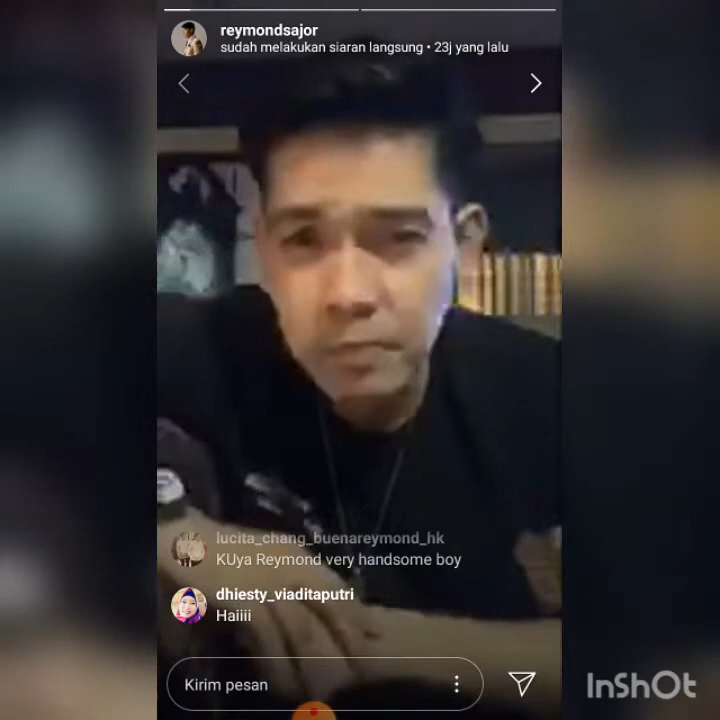 reymondsajor
sudah melakukan siaran langsung • 23j yang lalu
lucita_chang_buenareymond_hk
KUya Reymond very handsome boy
dhiesty_viaditaputri
Haiiii
Kirim pesan
InShOt